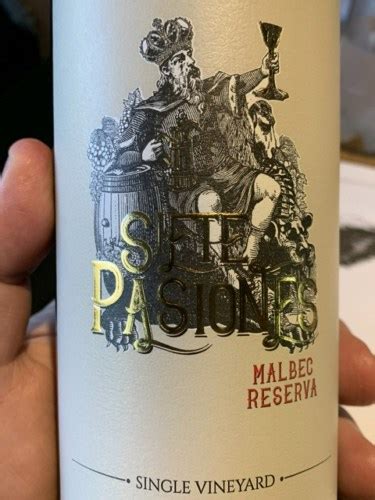 SIETE
PASIONES
MALBEC
RESERVA
SINGLE VINEYARD